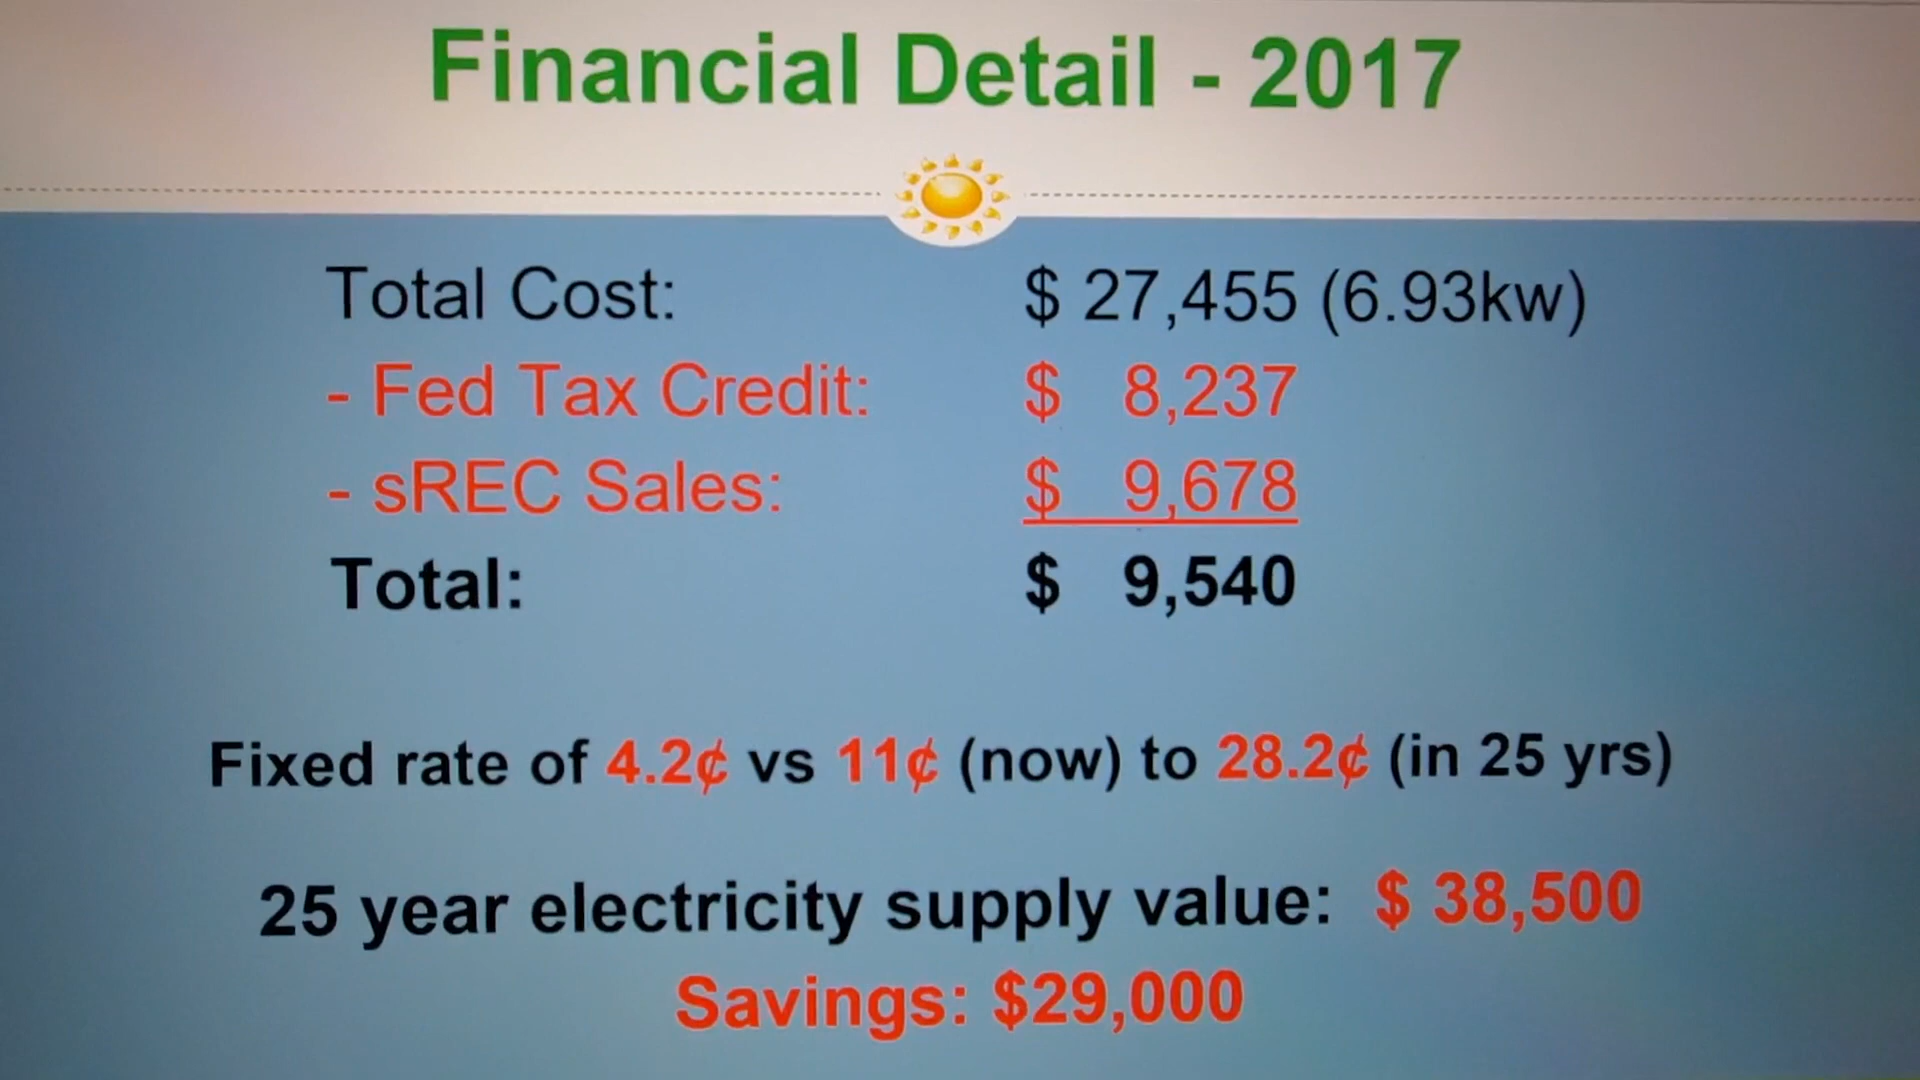 Financial Detail - 2017
Total Cost: $ 27,455 (6.93kw)
- Fed Tax Credit: $ 8,237
- sREC Sales: $ 9,678
Total: $ 9,540
Fixed rate of 4.2¢ vs 11¢ (now) to 28.2¢ (in 25 yrs)
25 year electricity supply value: $ 38,500
Savings: $29,000